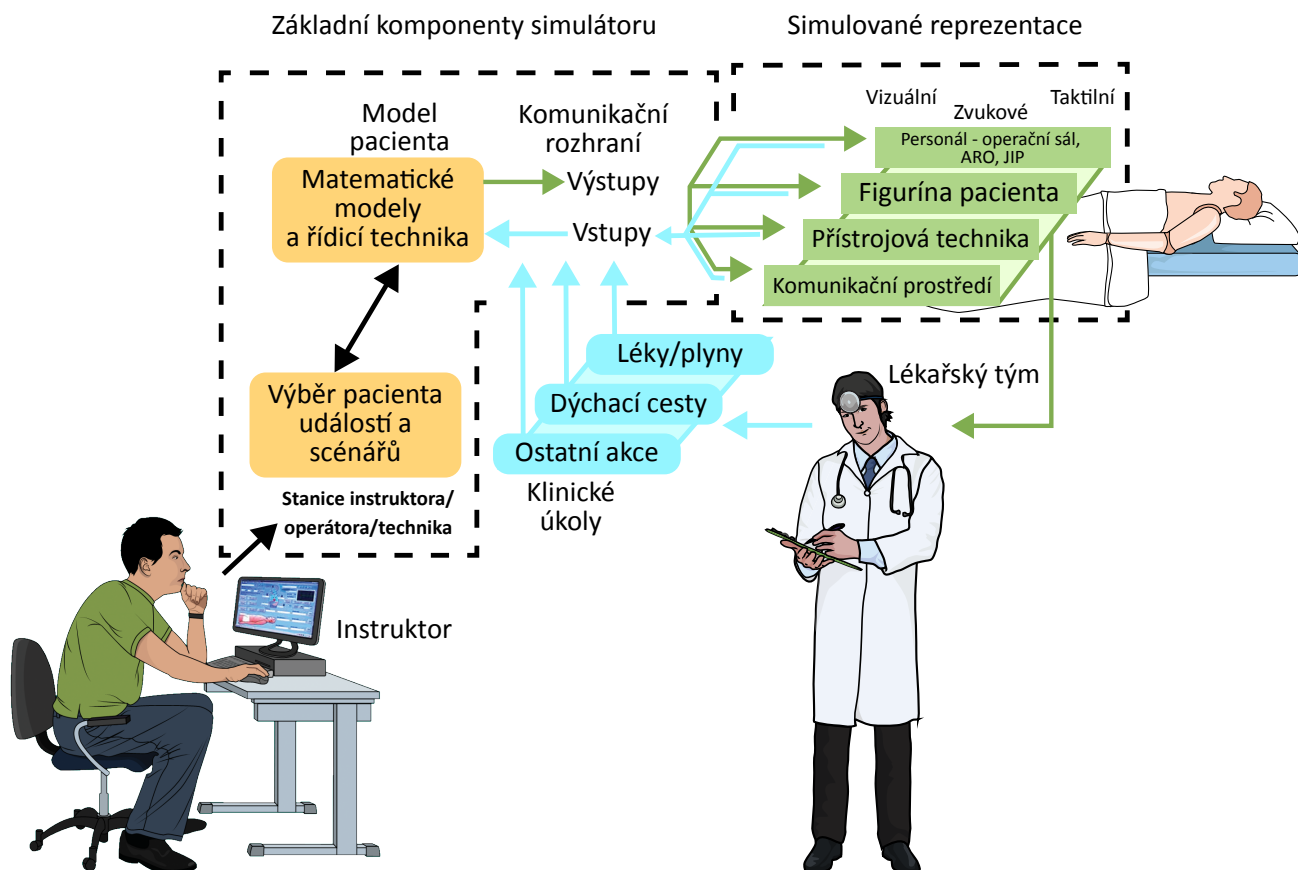 Základní komponenty simulátoru
Simulované reprezentace
Model
pacienta
Komunikační
rozhraní
Vizuální
Zvukové
Taktilní
Matematické
modely
a řídicí technika
Výstupy
Vstupy
Personál - operační sál,
ARO, JIP
Figurína pacienta
Přístrojová technika
Komunikační prostředí
Léky/plyny
Dýchací cesty
Ostatní akce
Klinické
úkoly
Lékařský tým
Výběr pacienta
událostí a
scénářů
Stanice instruktora/
operátora/technika
Instruktor